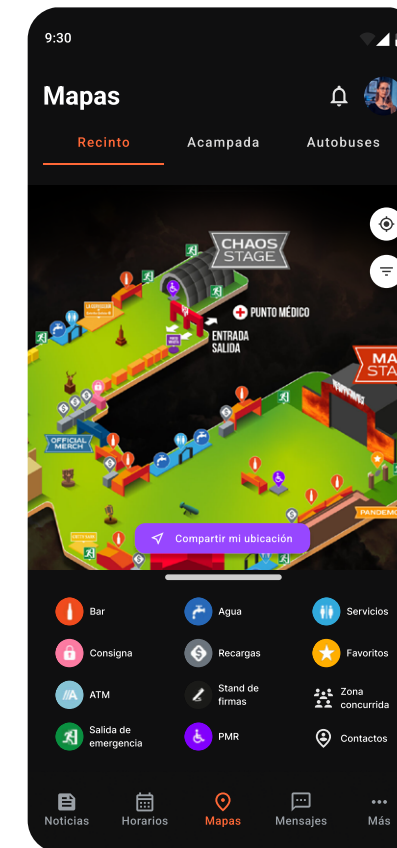 9:30
Mapas
Recinto
Acampada
Autobuses
CHAOS
STAGE
PUNTO MÉDICO
ENTRADA
SALIDA
MA
STA
OFFICIAL
MERCH
PANDEMO
Compartir mi ubicación
Bar
Agua
Servicios
Consigna
Recargas
Favoritos
ATM
Stand de
firmas
Zona
concurrida
Salida de
emergencia
PMR
Contactos
Noticias
Horarios
Mapas
Mensajes
Más